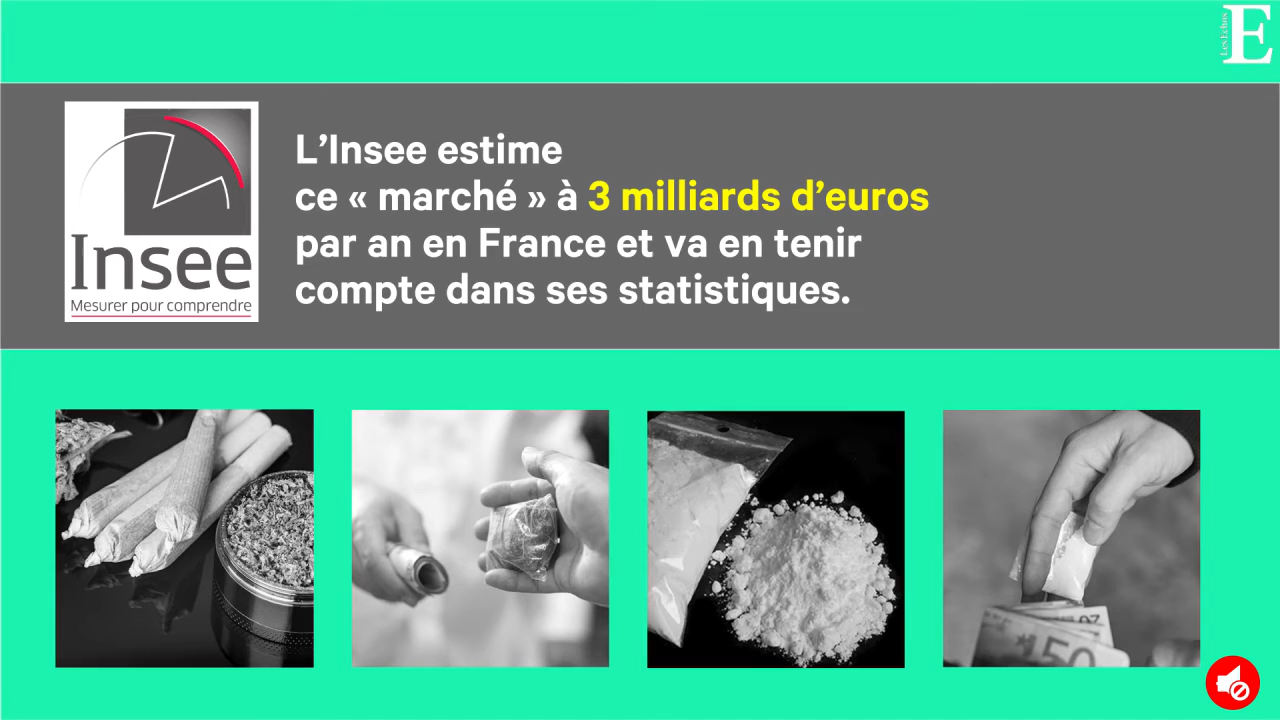 Les Echos
E
L’Insee estime
ce « marché » à 3 milliards d’euros
par an en France et va en tenir
compte dans ses statistiques.
Insee
Mesurer pour comprendre
50